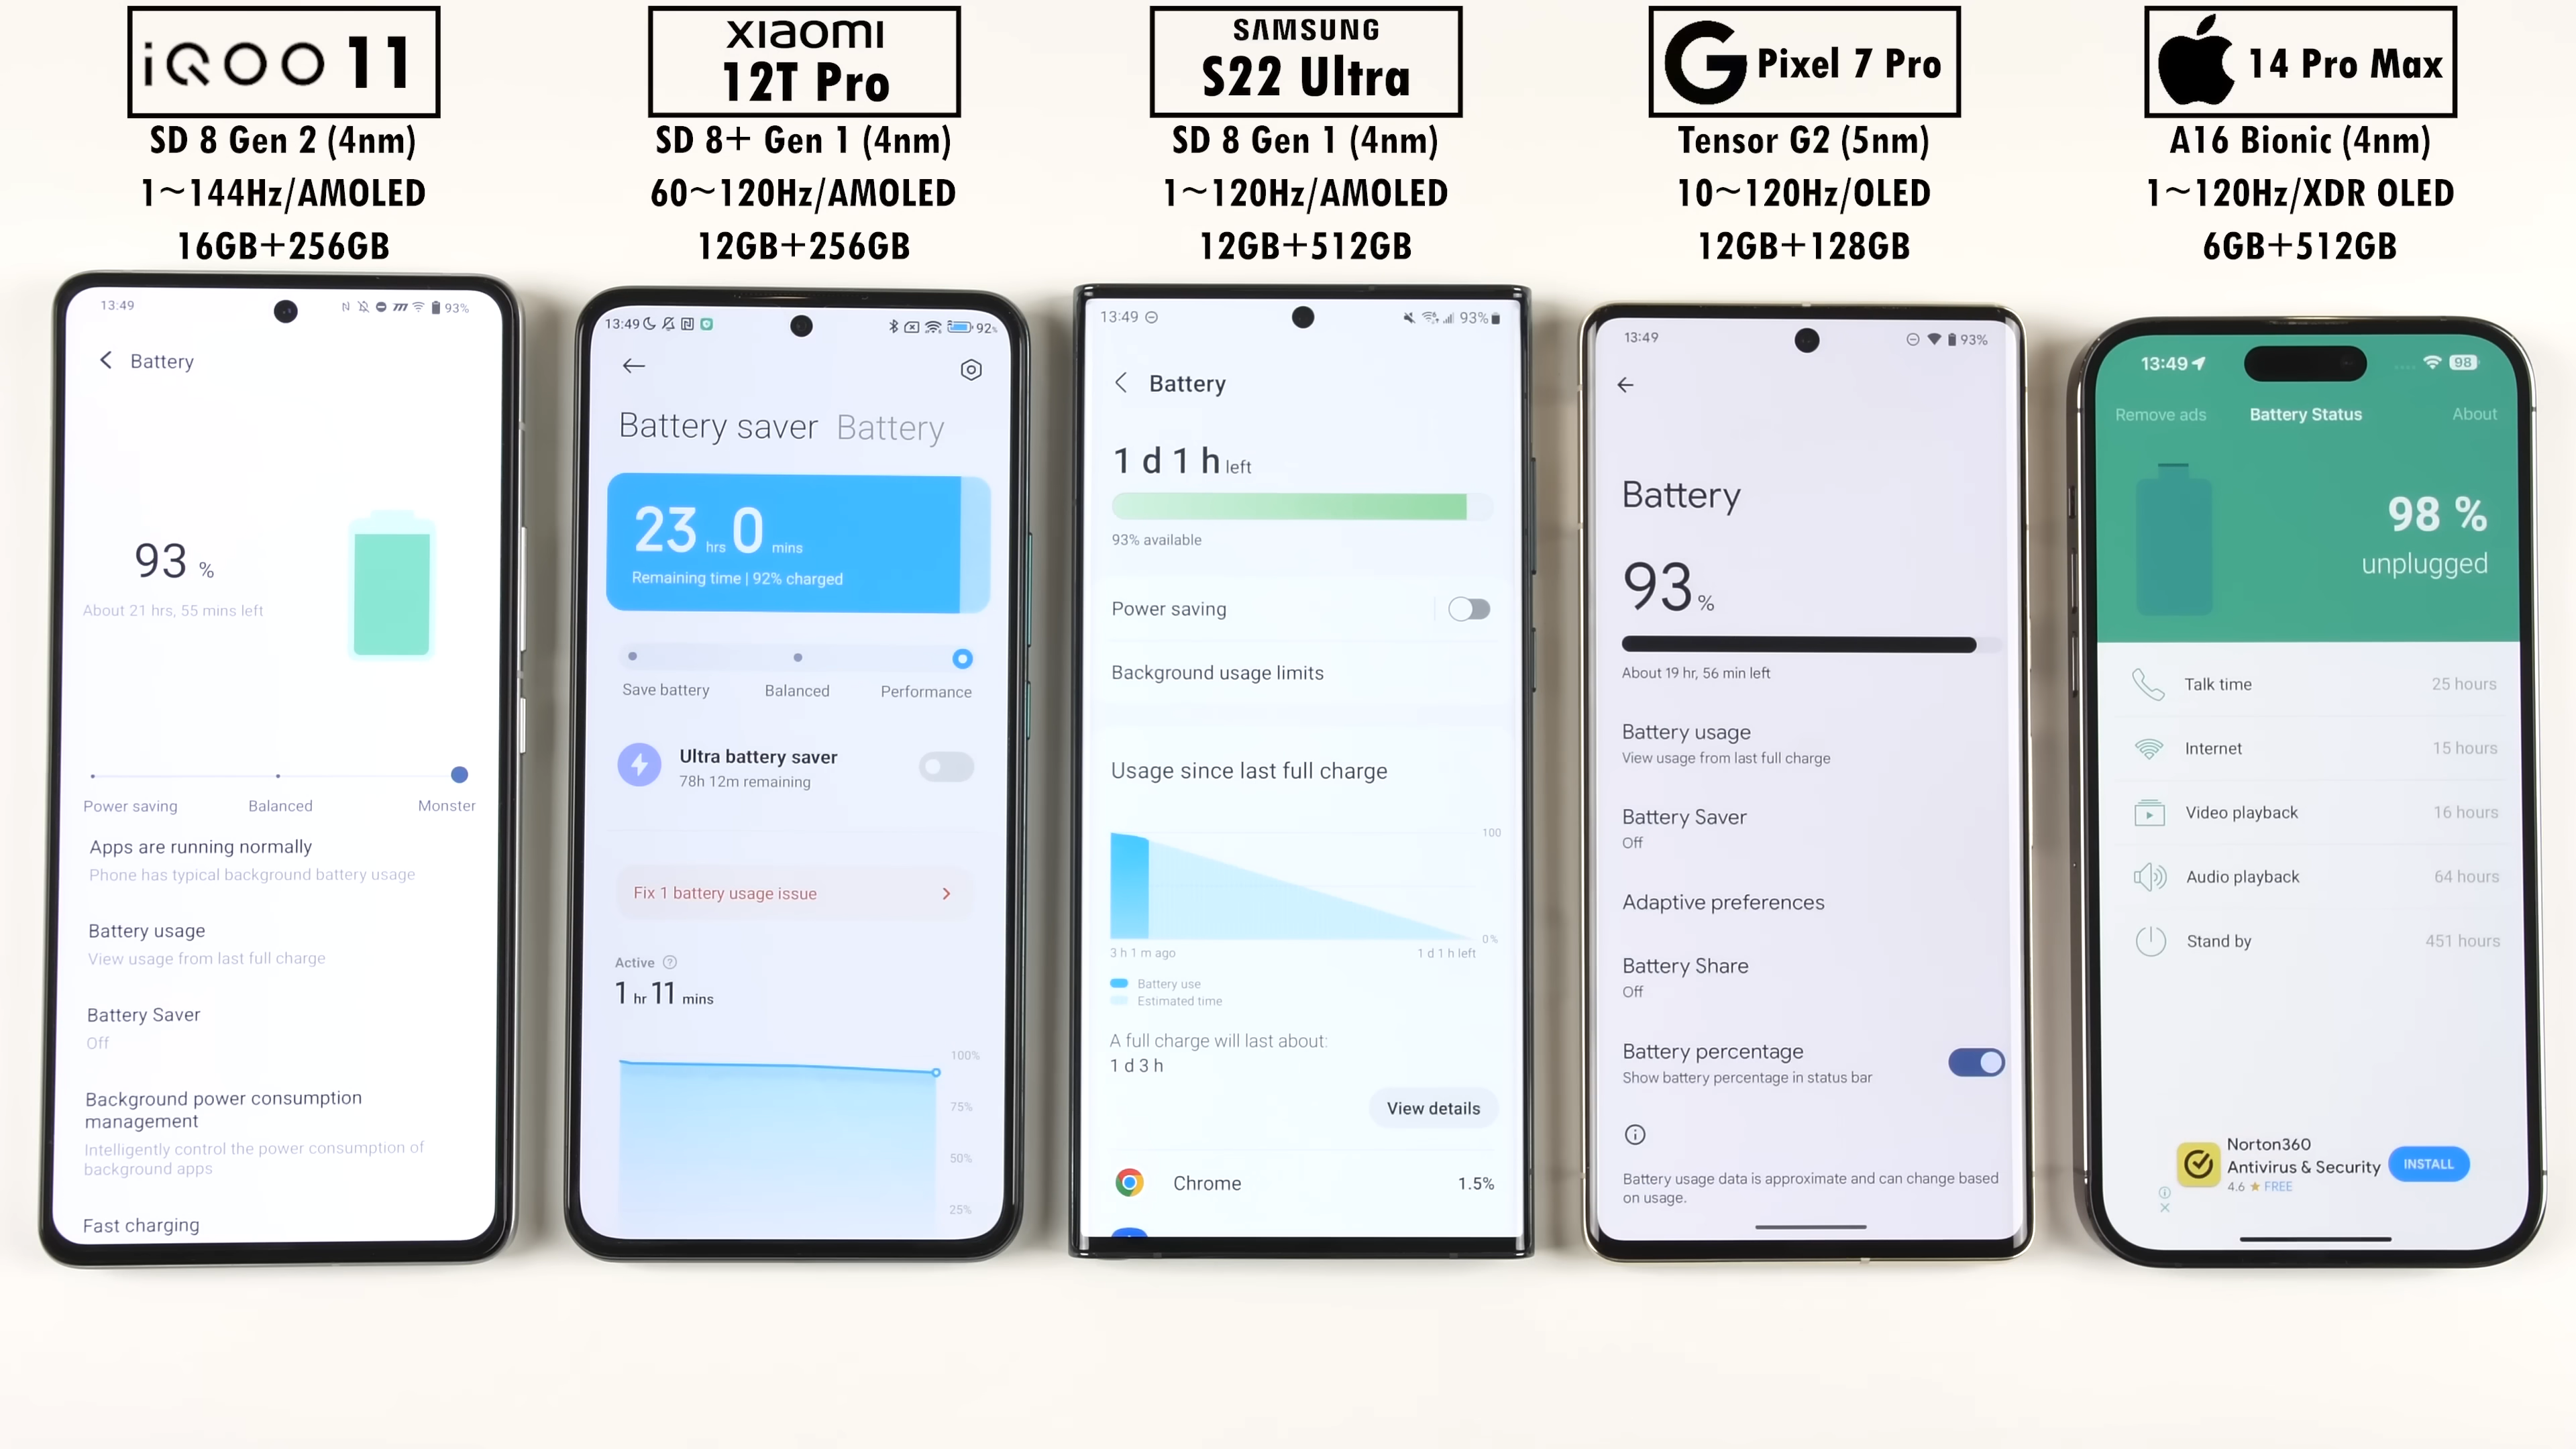 iQOO 11
SD 8 Gen 2 (4nm)
1~144Hz/AMOLED
16GB+256GB
xiaomi
12T Pro
SD 8+ Gen 1 (4nm)
60~120Hz/AMOLED
12GB+256GB
SAMSUNG
S22 Ultra
SD 8 Gen 1 (4nm)
1~120Hz/AMOLED
12GB+512GB
G Pixel 7 Pro
Tensor G2 (5nm)
10~120Hz/OLED
12GB+128GB
14 Pro Max
A16 Bionic (4nm)
1~120Hz/XDR OLED
6GB+512GB
13:49 93%
Battery
93 %
About 21 hrs, 55 mins left
Power saving Balanced Monster
Apps are running normally
Phone has typical background battery usage
Battery usage
View usage from last full charge
Battery Saver
Off
Background power consumption
management
Intelligently control the power consumption of
background apps
Fast charging
13:49 92%
Battery saver Battery
23 hrs 0 mins
Remaining time | 92% charged
Save battery Balanced Performance
Ultra battery saver
78h 12m remaining
Fix 1 battery usage issue
Active
1 hr 11 mins
100%
75%
50%
25%
13:49 93%
Battery
1 d 1 h left
93% available
Power saving
Background usage limits
Usage since last full charge
100
0%
3 h 1 m ago 1 d 1 h left
Battery use
Estimated time
A full charge will last about:
1 d 3 h
View details
Chrome 1.5%
13:49 93%
Battery
93 %
About 19 hr, 56 min left
Battery usage
View usage from last full charge
Battery Saver
Off
Adaptive preferences
Battery Share
Off
Battery percentage
Show battery percentage in status bar
Battery usage data is approximate and can change based
on usage.
13:49 98
Remove ads Battery Status About
98 %
unplugged
Talk time 25 hours
Internet 15 hours
Video playback 16 hours
Audio playback 64 hours
Stand by 451 hours
Norton360
Antivirus & Security
4.6 ★ FREE
INSTALL